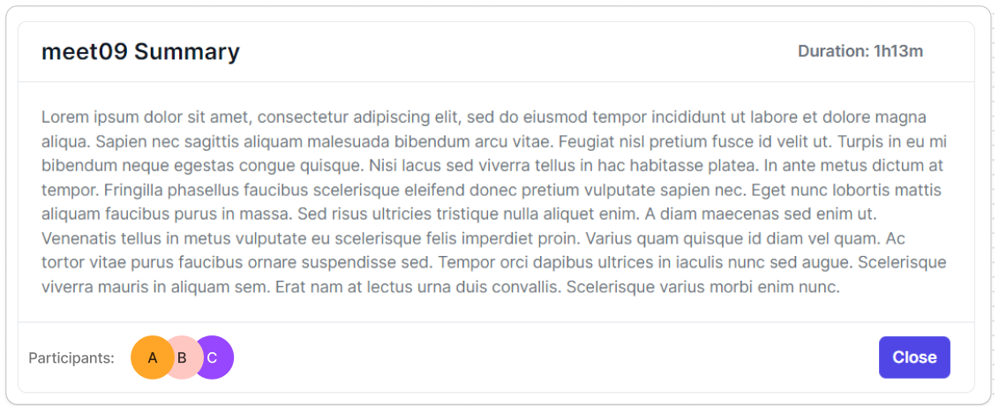 meet09 Summary
Duration: 1h13m
Lorem ipsum dolor sit amet, consectetur adipiscing elit, sed do eiusmod tempor incididunt ut labore et dolore magna
aliqua. Sapien nec sagittis aliquam malesuada bibendum arcu vitae. Feugiat nisl pretium fusce id velit ut. Turpis in eu mi
bibendum neque egestas congue quisque. Nisi lacus sed viverra tellus in hac habitasse platea. In ante metus dictum at
tempor. Fringilla phasellus faucibus scelerisque eleifend donec pretium vulputate sapien nec. Eget nunc lobortis mattis
aliquam faucibus purus in massa. Sed risus ultricies tristique nulla aliquet enim. A diam maecenas sed enim ut.
Venenatis tellus in metus vulputate eu scelerisque felis imperdiet proin. Varius quam quisque id diam vel quam. Ac
tortor vitae purus faucibus ornare suspendisse sed. Tempor orci dapibus ultrices in iaculis nunc sed augue. Scelerisque
viverra mauris in aliquam sem. Erat nam at lectus urna duis convallis. Scelerisque varius morbi enim nunc.
Participants: A B C
Close